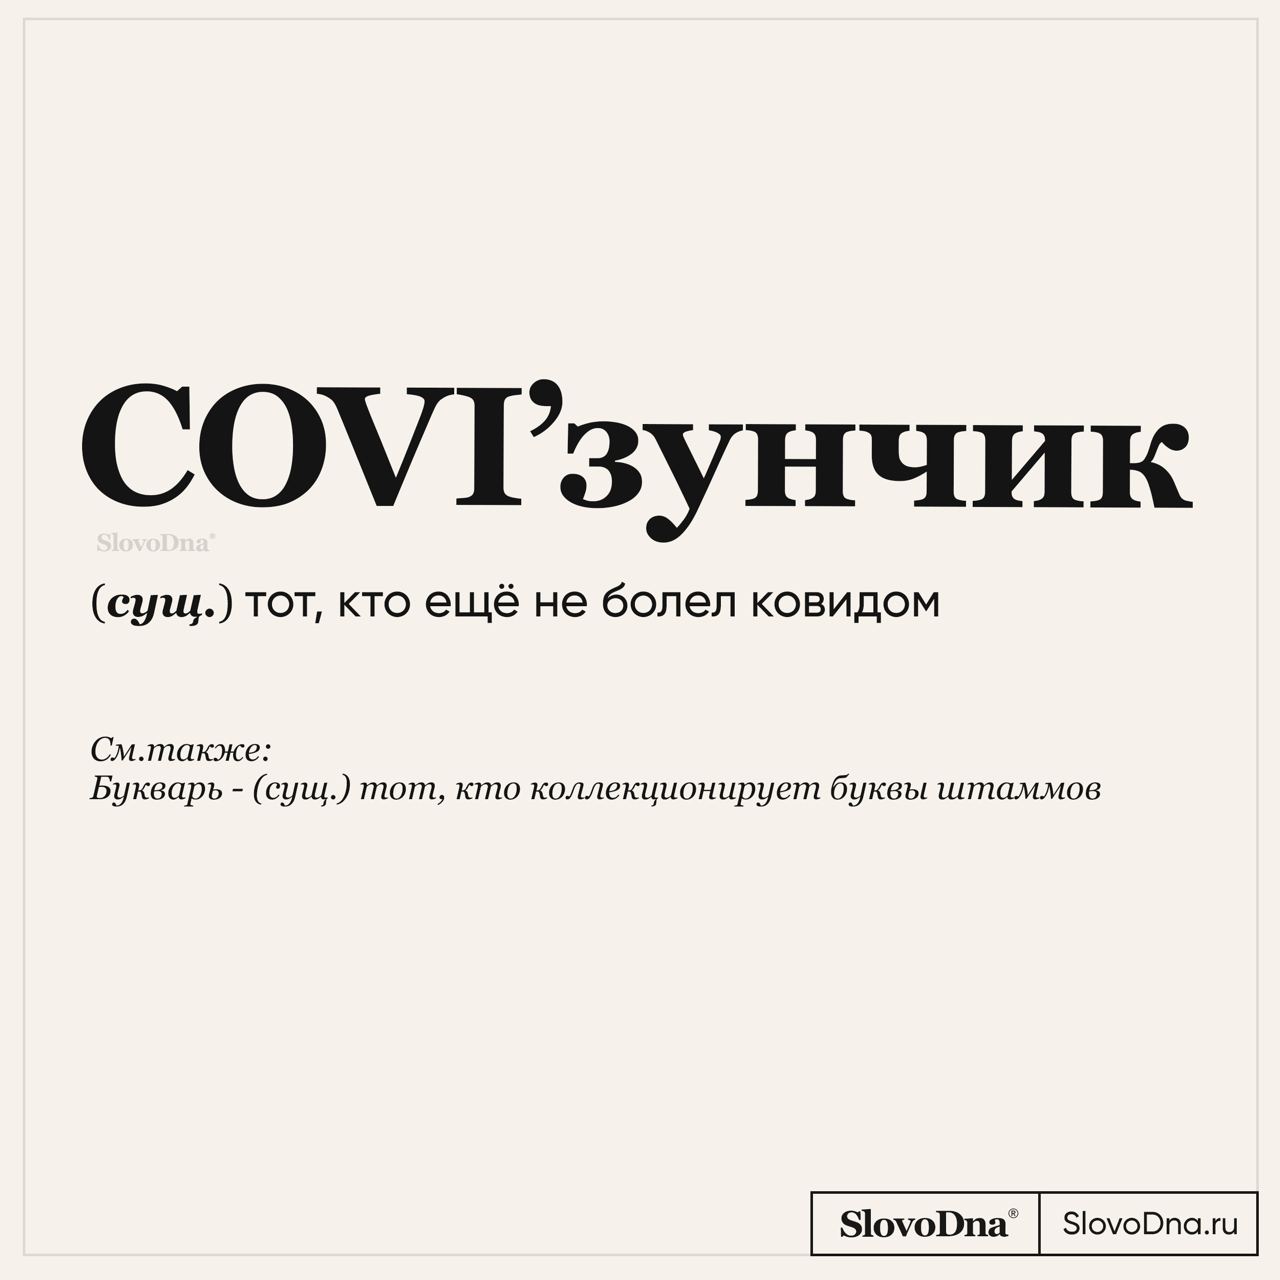 COVI’зунчик
SlovoDna®
(сущ.) тот, кто ещё не болел ковидом
См.также:
Букварь - (сущ.) тот, кто коллекционирует буквы штаммов
SlovoDna® SlovoDna.ru